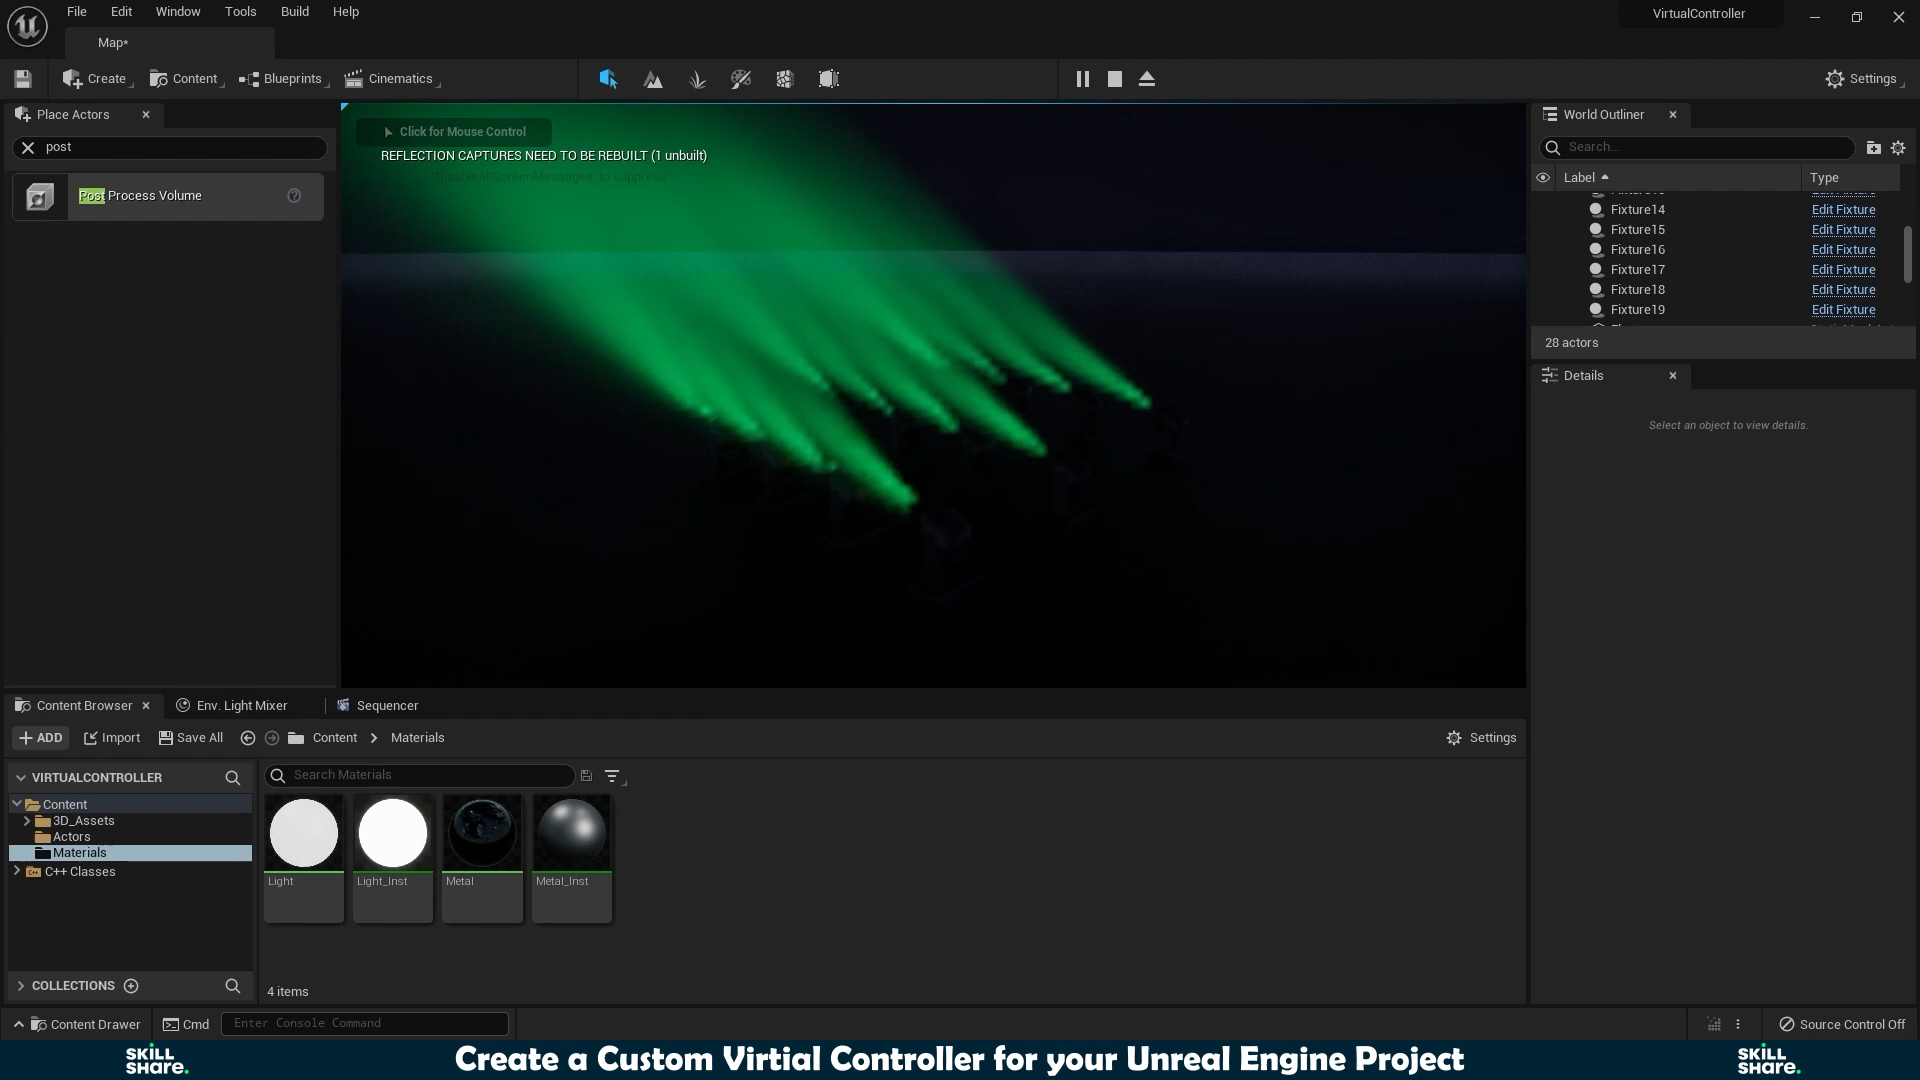 File Edit Window Tools Build Help
VirtualController
Map*
Create Content Blueprints Cinematics Settings
Place Actors
post
Post Process Volume
Click for Mouse Control
REFLECTION CAPTURES NEED TO BE REBUILT (1 unbuilt)
'DisableAllScreenMessages' to suppress
World Outliner
Search...
Label Type
Fixture14 Edit Fixture
Fixture15 Edit Fixture
Fixture16 Edit Fixture
Fixture17 Edit Fixture
Fixture18 Edit Fixture
Fixture19 Edit Fixture
28 actors
Details
Select an object to view details.
Content Browser Env. Light Mixer Sequencer
ADD Import Save All Content Materials Settings
VIRTUALCONTROLLER
Search Materials
Content
3D_Assets
Actors
Materials
C++ Classes
Light Light_Inst Metal Metal_Inst
COLLECTIONS
4 items
Content Drawer Cmd Enter Console Command Source Control Off
SKILL
SHARE.
Create a Custom Virtial Controller for your Unreal Engine Project
SKILL
SHARE.